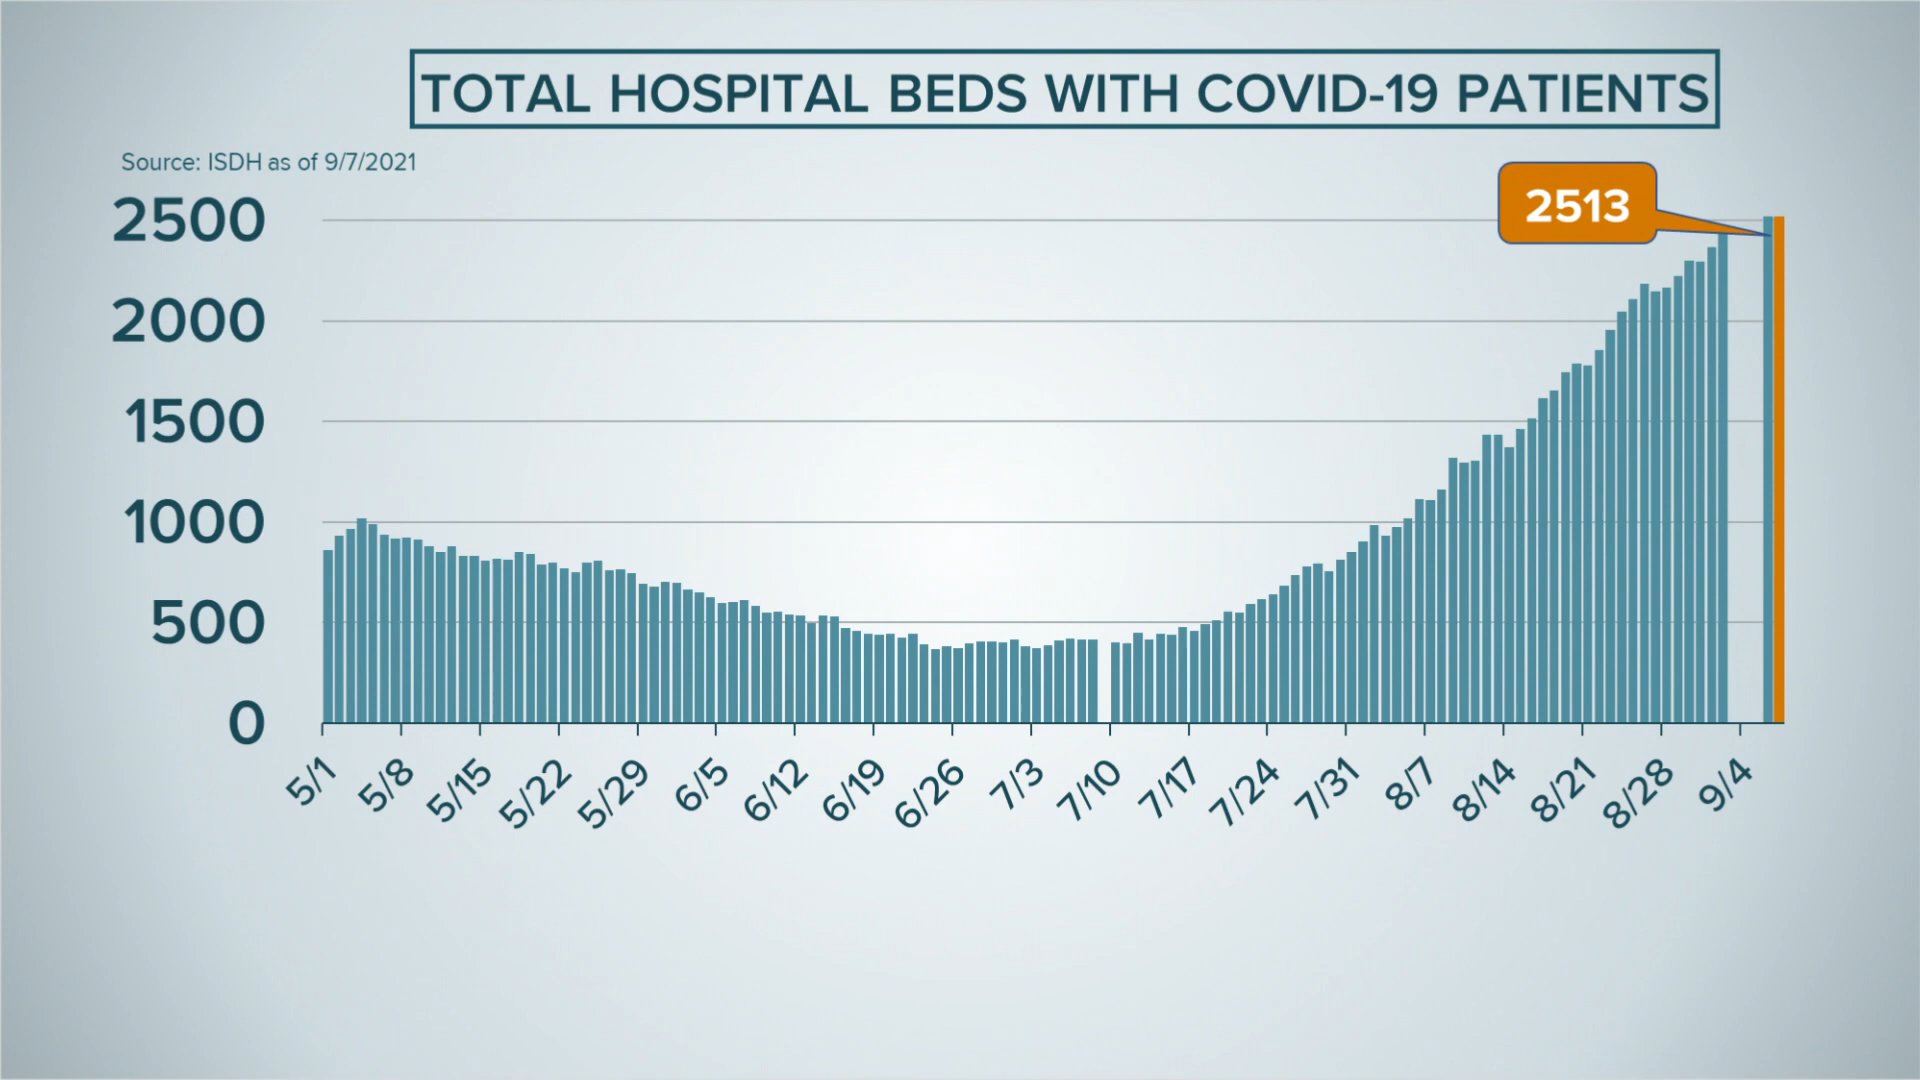 TOTAL HOSPITAL BEDS WITH COVID-19 PATIENTS
Source: ISDH as of 9/7/2021
2513
2500
2000
1500
1000
500
0
5/1 5/8 5/15 5/22 5/29 6/5 6/12 6/19 6/26 7/3 7/10 7/17 7/24 7/31 8/7 8/14 8/21 8/28 9/4